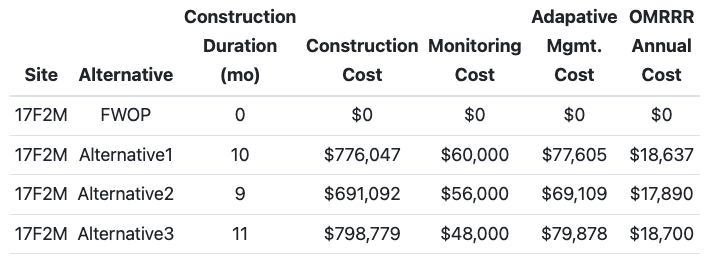 Construction Adapative OMRRR
Duration Construction Monitoring Mgmt. Annual
Site Alternative (mo) Cost Cost Cost Cost
17F2M FWOP 0 $0 $0 $0 $0
17F2M Alternative1 10 $776,047 $60,000 $77,605 $18,637
17F2M Alternative2 9 $691,092 $56,000 $69,109 $17,890
17F2M Alternative3 11 $798,779 $48,000 $79,878 $18,700